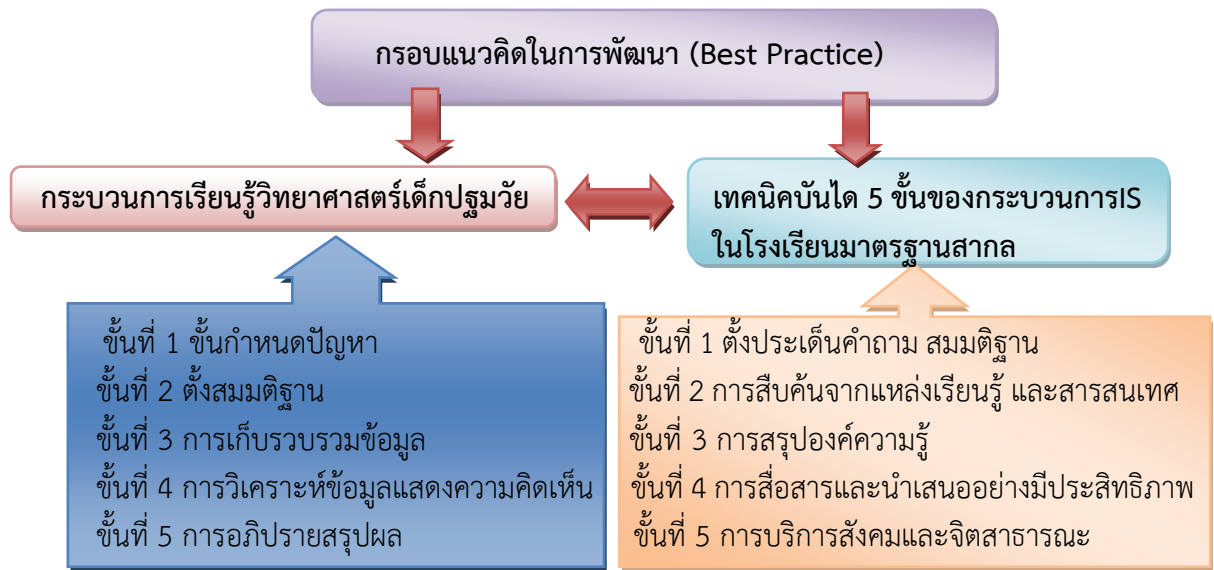 กรอบแนวคิดในการพัฒนา (Best Practice)
กระบวนการเรียนรู้วิทยาศาสตร์เด็กปฐมวัย
เทคนิคบันได 5 ขั้นของกระบวนการIS
ในโรงเรียนมาตรฐานสากล
ขั้นที่ 1 ขั้นกำหนดปัญหา
ขั้นที่ 2 ตั้งสมมติฐาน
ขั้นที่ 3 การเก็บรวบรวมข้อมูล
ขั้นที่ 4 การวิเคราะห์ข้อมูลแสดงความคิดเห็น
ขั้นที่ 5 การอภิปรายสรุปผล
ขั้นที่ 1 ตั้งประเด็นคำถาม สมมติฐาน
ขั้นที่ 2 การสืบค้นจากแหล่งเรียนรู้ และสารสนเทศ
ขั้นที่ 3 การสรุปองค์ความรู้
ขั้นที่ 4 การสื่อสารและนำเสนออย่างมีประสิทธิภาพ
ขั้นที่ 5 การบริการสังคมและจิตสาธารณะ